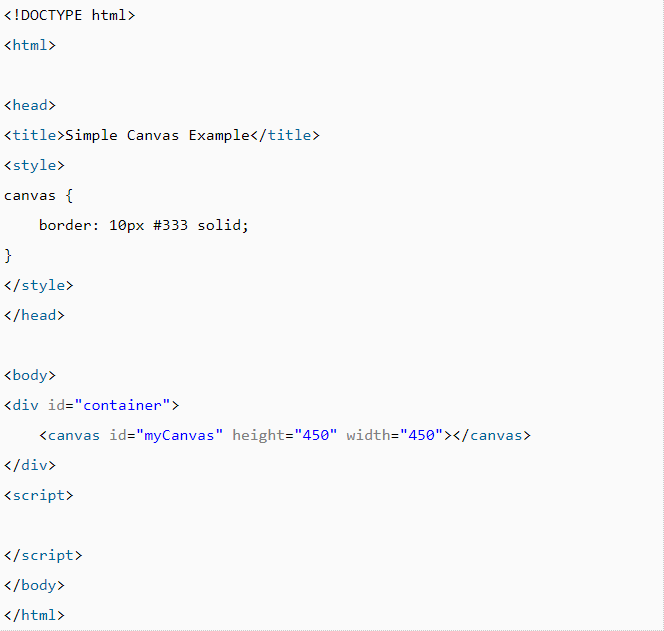 <!DOCTYPE html>
<html>
<head>
<title>Simple Canvas Example</title>
<style>
canvas {
    border: 10px #333 solid;
}
</style>
</head>
<body>
<div id="container">
    <canvas id="myCanvas" height="450" width="450"></canvas>
</div>
<script>
</script>
</body>
</html>